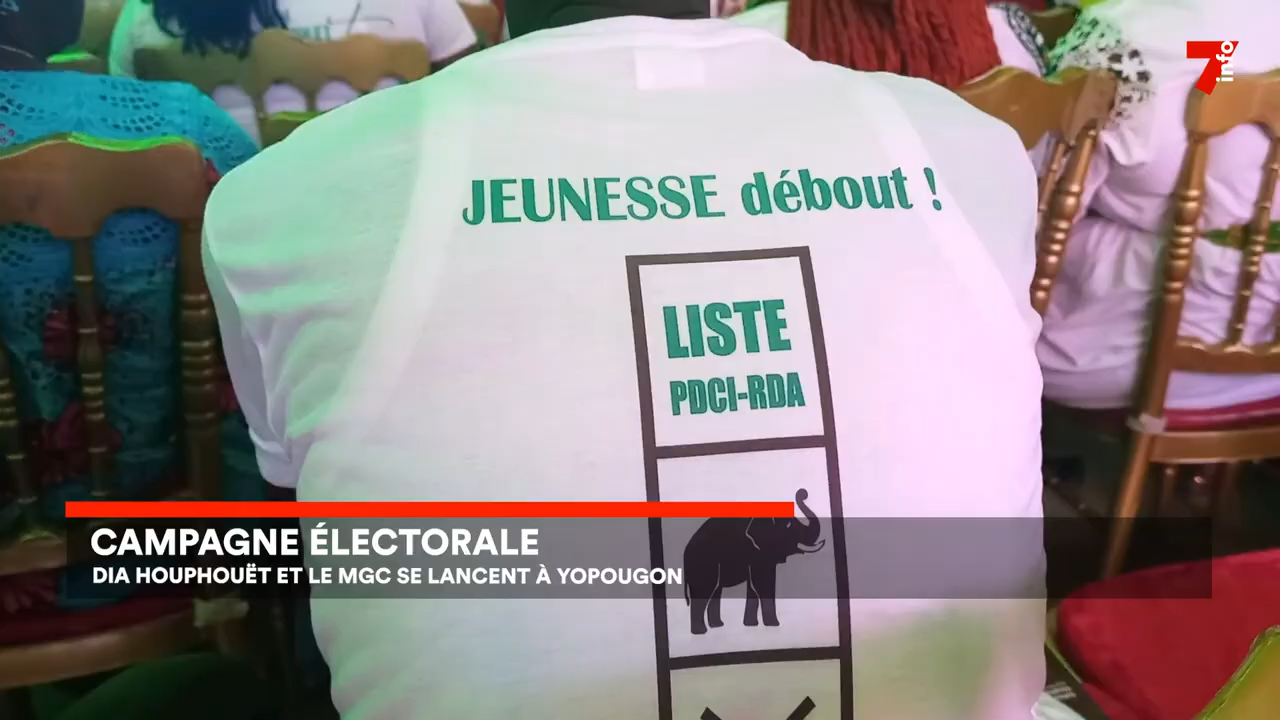 7info
JEUNESSE débout !
LISTE
PDCI-RDA
CAMPAGNE ÉLECTORALE
DIA HOUPHOUËT ET LE MGC SE LANCENT À YOPOUGON